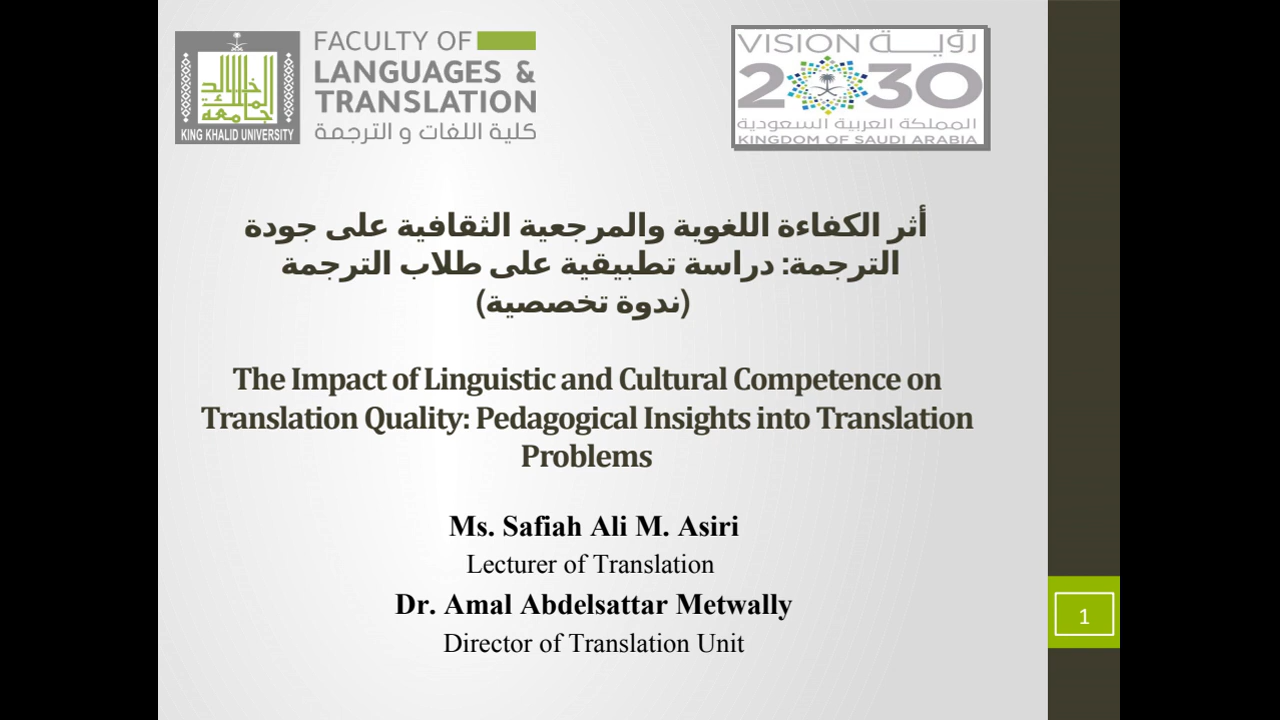 FACULTY OF
LANGUAGES &
TRANSLATION
كلية اللغات و الترجمة
جامعة الملك خالد
KING KHALID UNIVERSITY
VISION رؤيــــة
2030
المملكة العربية السعودية
KINGDOM OF SAUDI ARABIA
أثر الكفاءة اللغوية والمرجعية الثقافية على جودة
الترجمة: دراسة تطبيقية على طلاب الترجمة
(ندوة تخصصية)
The Impact of Linguistic and Cultural Competence on
Translation Quality: Pedagogical Insights into Translation
Problems
Ms. Safiah Ali M. Asiri
Lecturer of Translation
Dr. Amal Abdelsattar Metwally
Director of Translation Unit
1